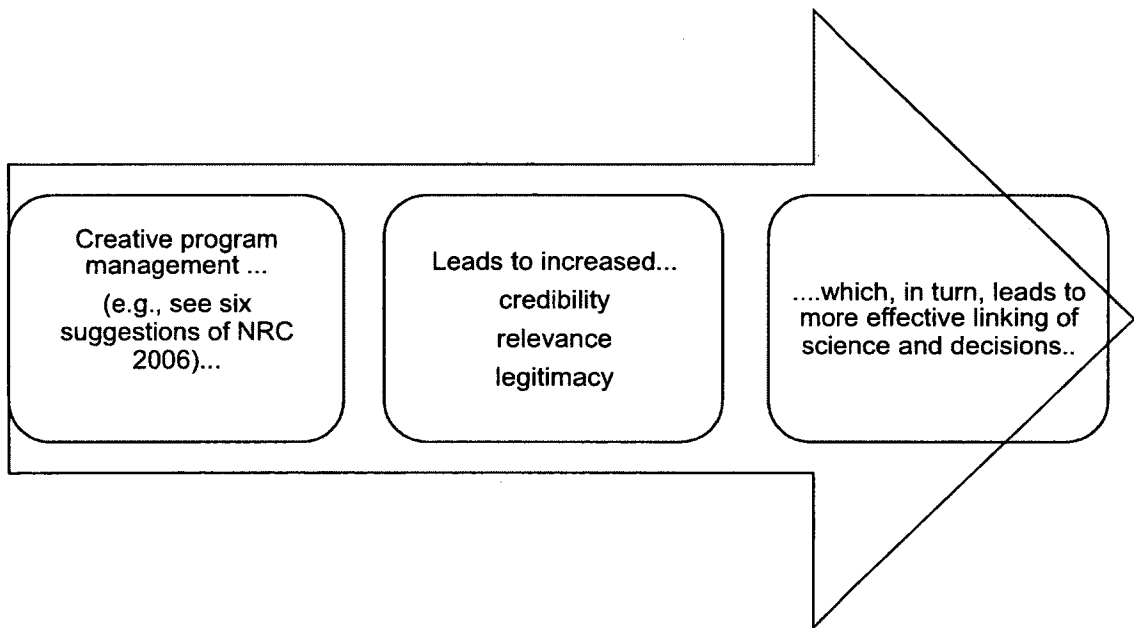 Creative program
management ...
(e.g., see six
suggestions of NRC
2006)...
Leads to increased...
credibility
relevance
legitimacy
....which, in turn, leads to
more effective linking of
science and decisions..